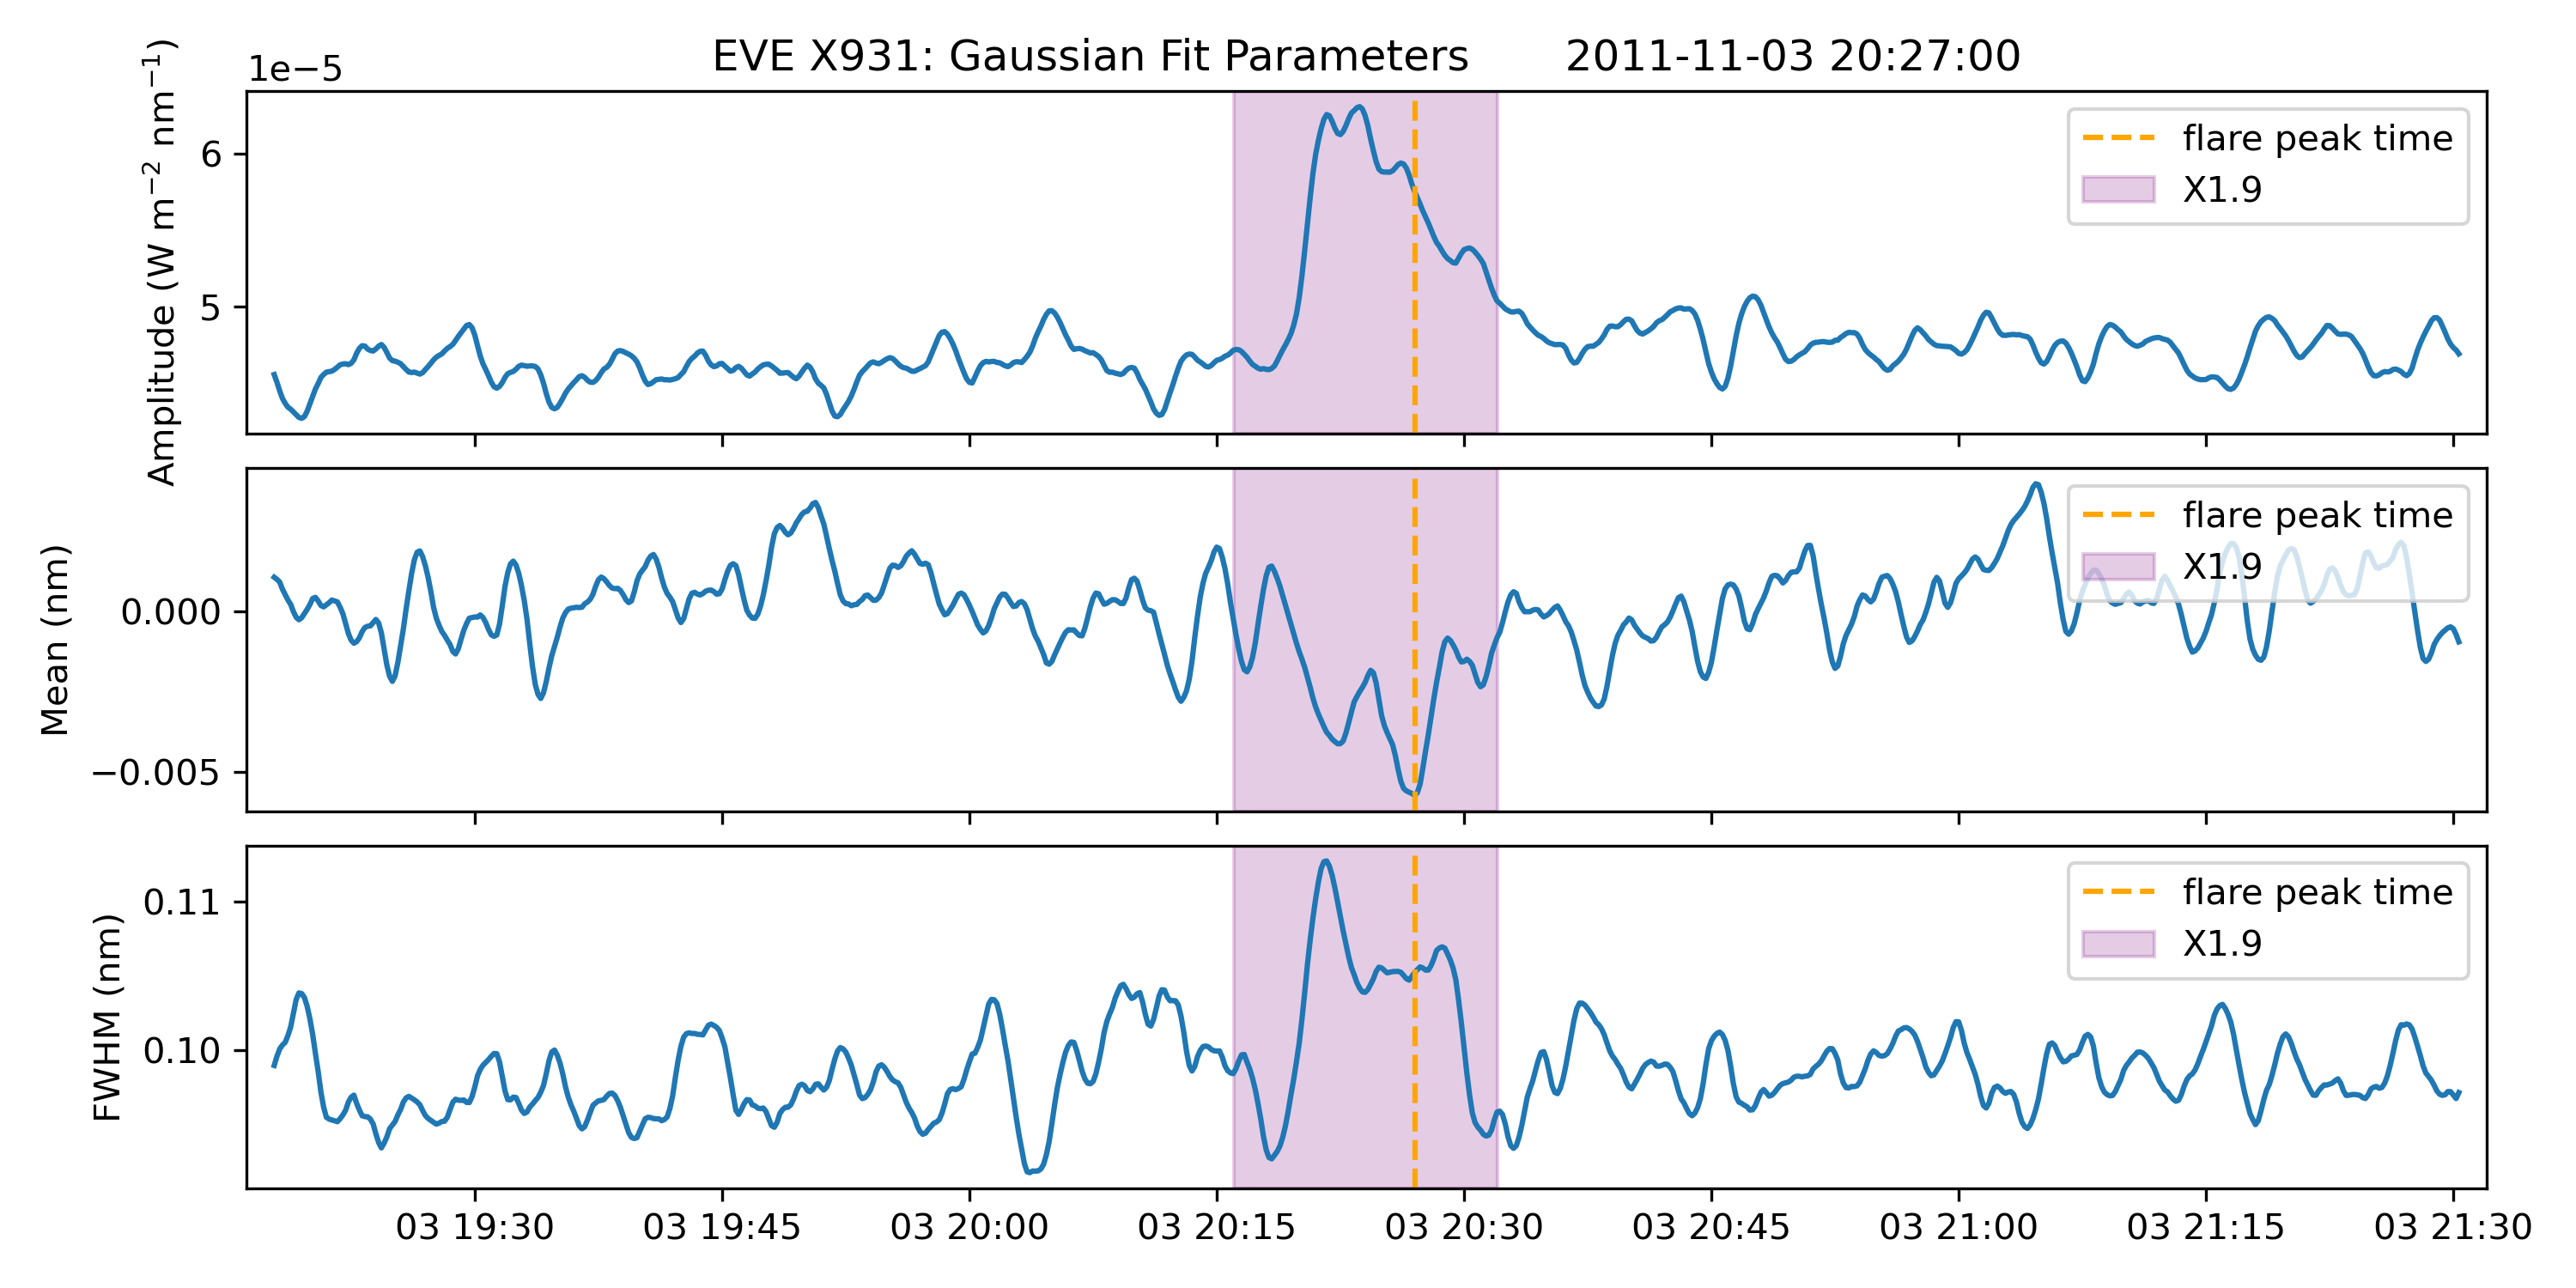 EVE X931: Gaussian Fit Parameters 2011-11-03 20:27:00
1e−5
Amplitude (W m⁻² nm⁻¹)
6
5
flare peak time
X1.9
Mean (nm)
0.000
−0.005
flare peak time
X1.9
FWHM (nm)
0.11
0.10
flare peak time
X1.9
03 19:30 03 19:45 03 20:00 03 20:15 03 20:30 03 20:45 03 21:00 03 21:15 03 21:30